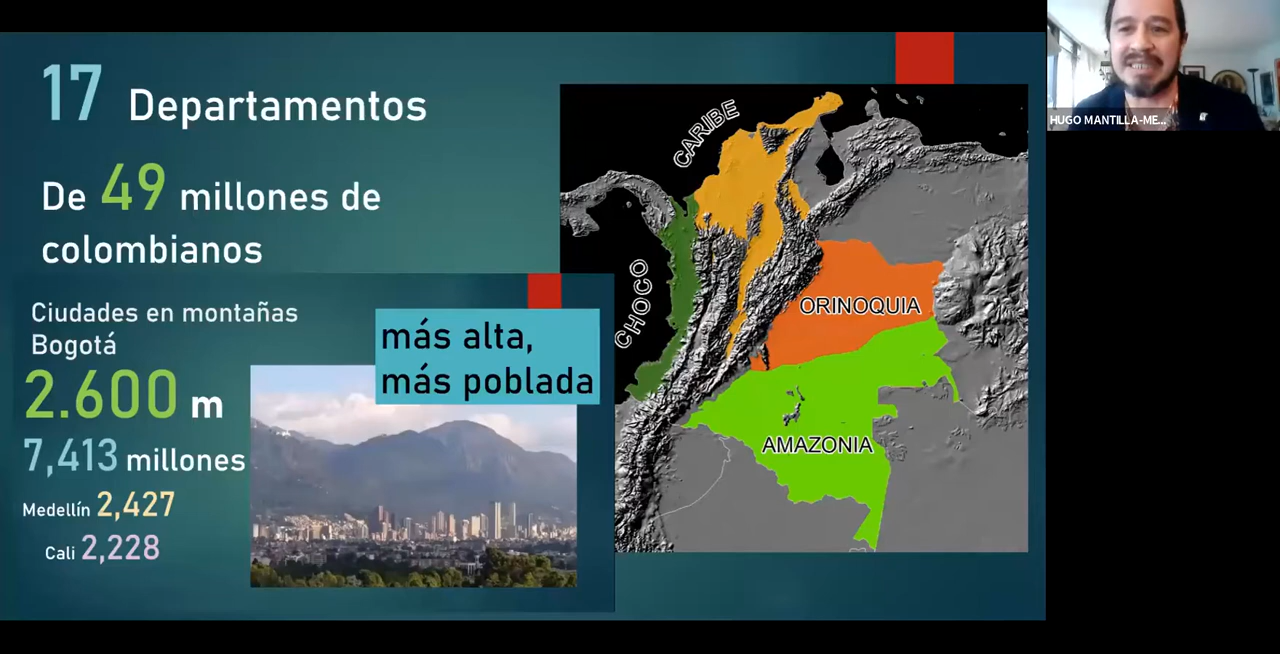 17 Departamentos
De 49 millones de
colombianos
Ciudades en montañas
Bogotá
2.600 m
7,413 millones
Medellín 2,427
Cali 2,228
más alta,
más poblada
CARIBE
CHOCO
ORINOQUIA
AMAZONIA
HUGO MANTILLA-ME...